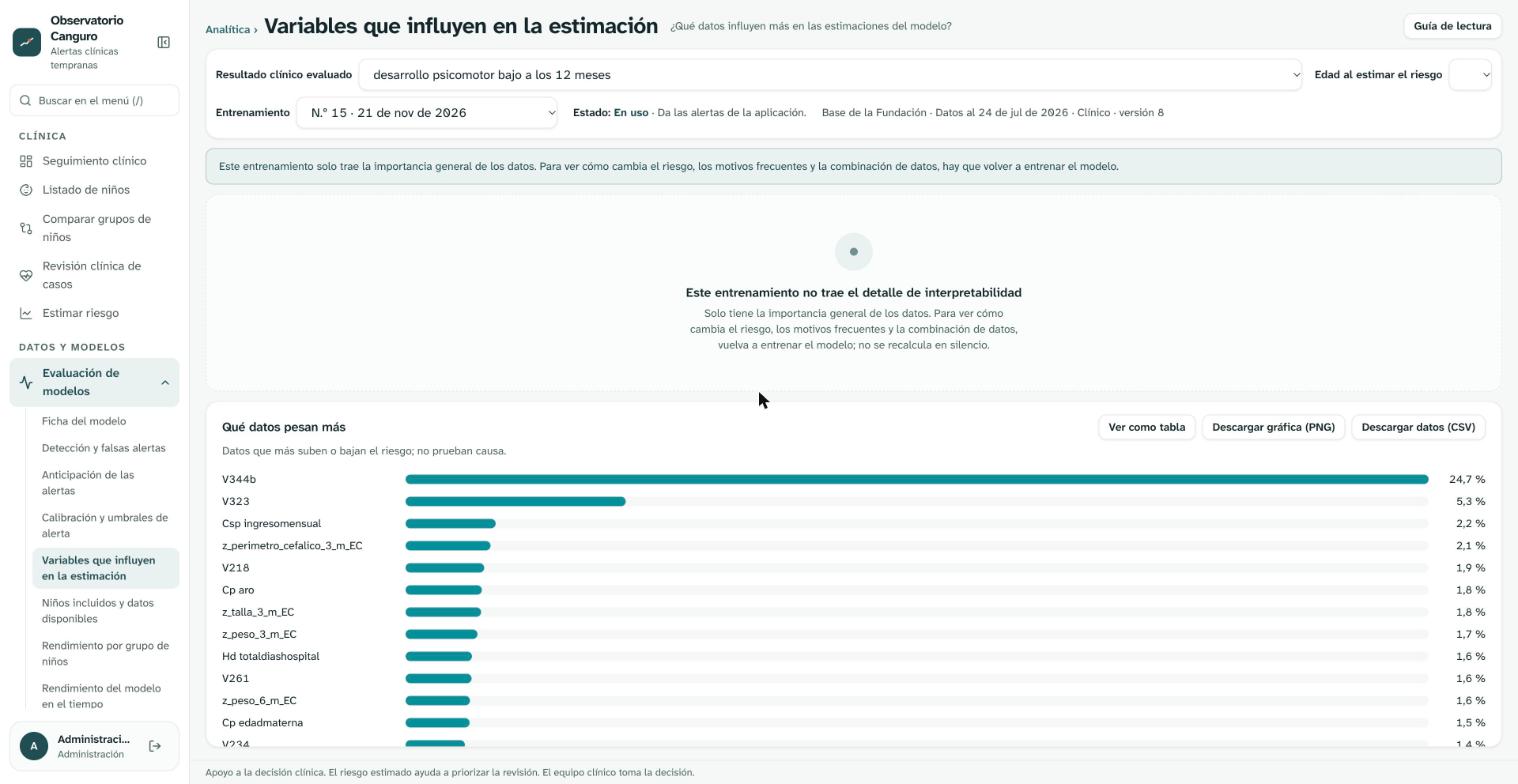 Observatorio
Canguro
Alertas clínicas
tempranas
Buscar en el menú (/)
CLÍNICA
Seguimiento clínico
Listado de niños
Comparar grupos de
niños
Revisión clínica de
casos
Estimar riesgo
DATOS Y MODELOS
Evaluación de
modelos
Ficha del modelo
Detección y falsas alertas
Anticipación de las
alertas
Calibración y umbrales de
alerta
Variables que influyen
en la estimación
Niños incluidos y datos
disponibles
Rendimiento por grupo de
niños
Rendimiento del modelo
en el tiempo
A
Administraci...
Administración
Analítica › Variables que influyen en la estimación ¿Qué datos influyen más en las estimaciones del modelo? Guía de lectura
Resultado clínico evaluado desarrollo psicomotor bajo a los 12 meses Edad al estimar el riesgo
Entrenamiento N.° 15 · 21 de nov de 2026 Estado: En uso · Da las alertas de la aplicación. Base de la Fundación · Datos al 24 de jul de 2026 · Clínico · versión 8
Este entrenamiento solo trae la importancia general de los datos. Para ver cómo cambia el riesgo, los motivos frecuentes y la combinación de datos, hay que volver a entrenar el modelo.
Este entrenamiento no trae el detalle de interpretabilidad
Solo tiene la importancia general de los datos. Para ver cómo
cambia el riesgo, los motivos frecuentes y la combinación de datos,
vuelva a entrenar el modelo; no se recalcula en silencio.
Qué datos pesan más Ver como tabla Descargar gráfica (PNG) Descargar datos (CSV)
Datos que más suben o bajan el riesgo; no prueban causa.
V344b 24,7 %
V323 5,3 %
Csp ingresomensual 2,2 %
z_perimetro_cefalico_3_m_EC 2,1 %
V218 1,9 %
Cp aro 1,8 %
z_talla_3_m_EC 1,8 %
z_peso_3_m_EC 1,7 %
Hd totaldiashospital 1,6 %
V261 1,6 %
z_peso_6_m_EC 1,6 %
Cp edadmaterna 1,5 %
V234 1,4 %
Apoyo a la decisión clínica. El riesgo estimado ayuda a priorizar la revisión. El equipo clínico toma la decisión.